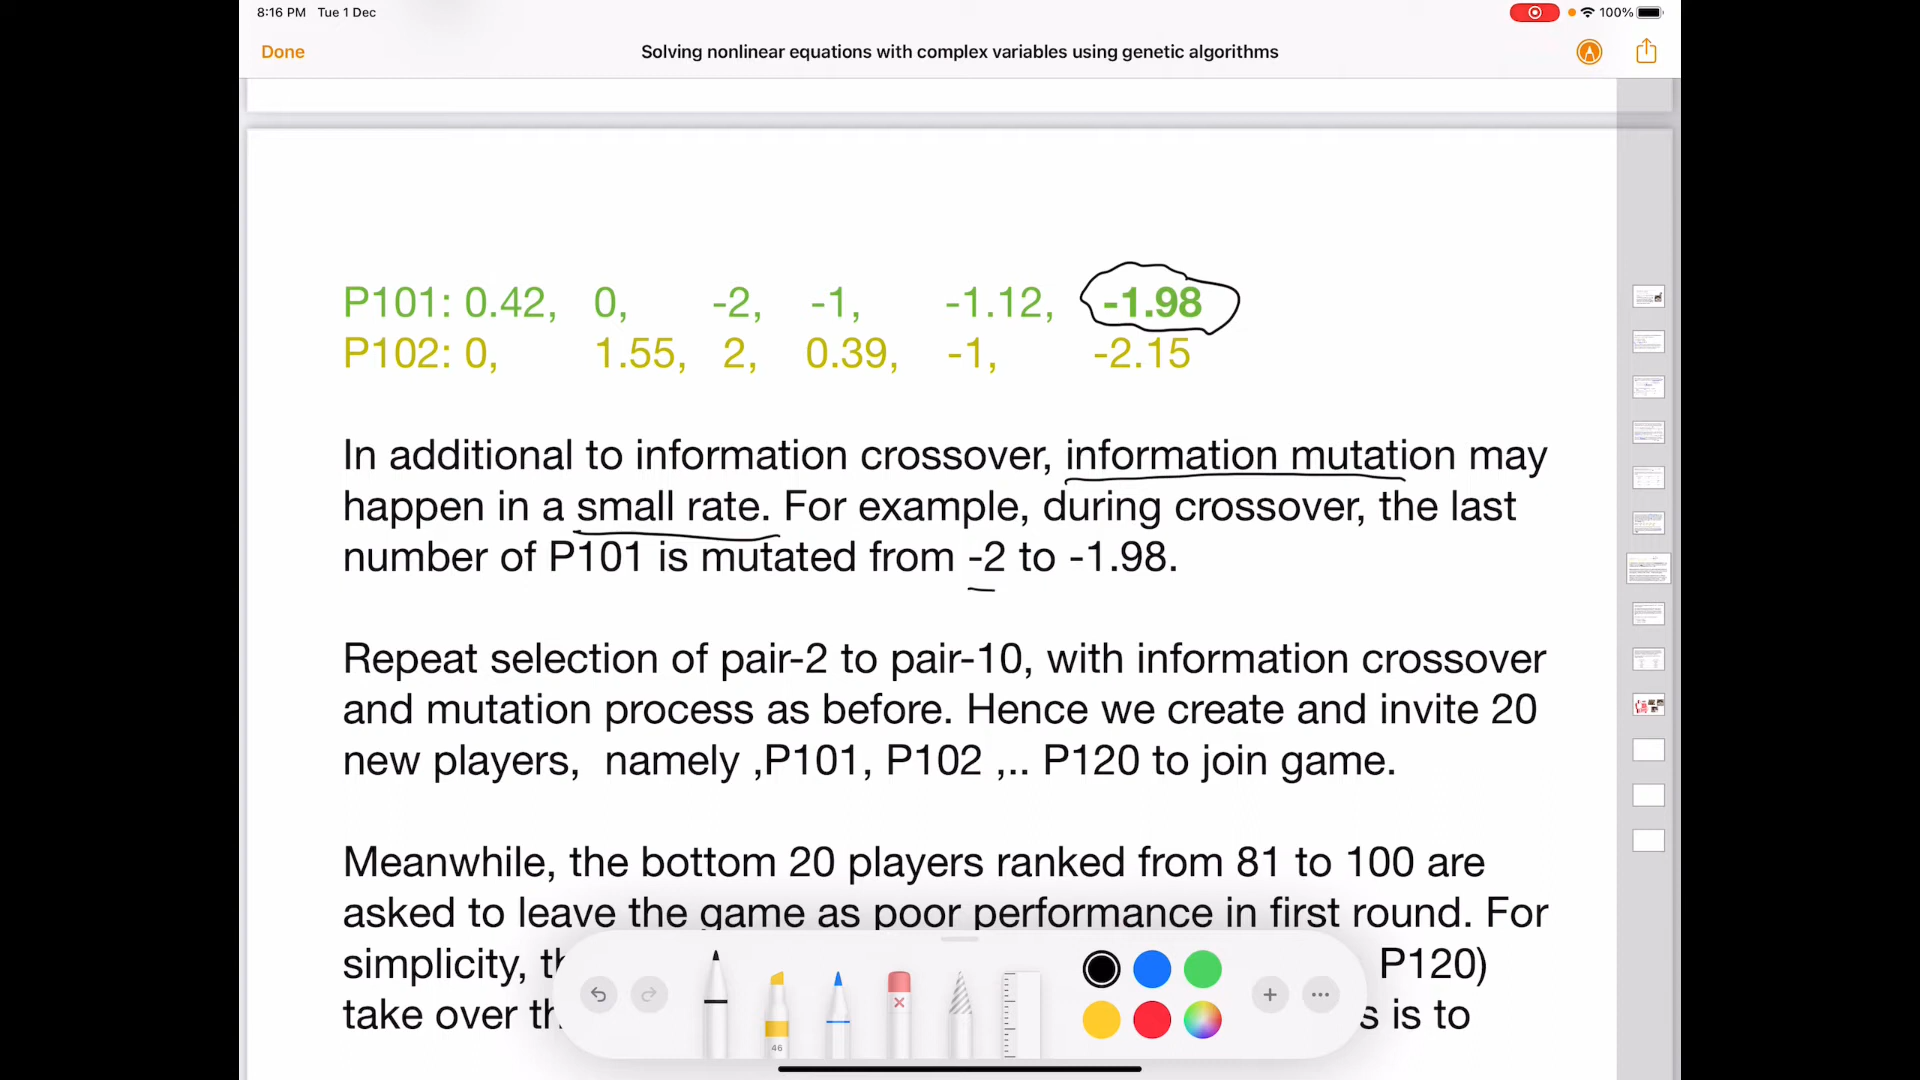 8:16 PM Tue 1 Dec
100%
Done
Solving nonlinear equations with complex variables using genetic algorithms
P101: 0.42, 0, -2, -1, -1.12, -1.98
P102: 0, 1.55, 2, 0.39, -1, -2.15
In additional to information crossover, information mutation may
happen in a small rate. For example, during crossover, the last
number of P101 is mutated from -2 to -1.98.
Repeat selection of pair-2 to pair-10, with information crossover
and mutation process as before. Hence we create and invite 20
new players, namely ,P101, P102 ,.. P120 to join game.
Meanwhile, the bottom 20 players ranked from 81 to 100 are
asked to leave the game as poor performance in first round. For
simplicity, P120)
take over is to
46